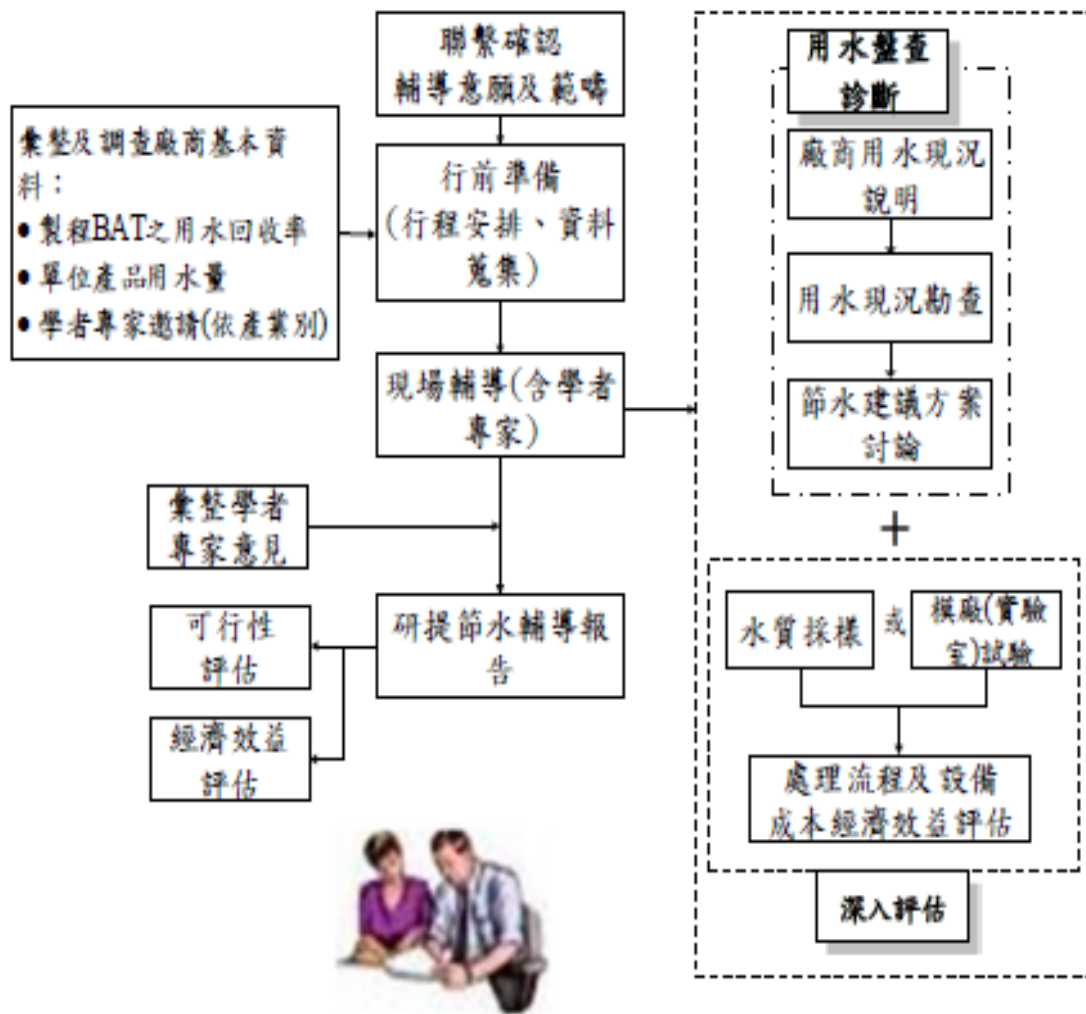 聯繫確認
輔導意願及範疇
彙整及調查廠商基本資
料：
● 製程BAT之用水回收率
● 單位產品用水量
● 學者專家邀請(依產業別)
行前準備
(行程安排、資料
蒐集)
現場輔導(含學者
專家)
彙整學者
專家意見
研提節水輔導報
告
可行性
評估
經濟效益
評估
用水盤查
診斷
廠商用水現況
說明
用水現況勘查
節水建議方案
討論
+
水質採樣
或
模廠(實驗
室)試驗
處理流程及設備
成本經濟效益評估
深入評估